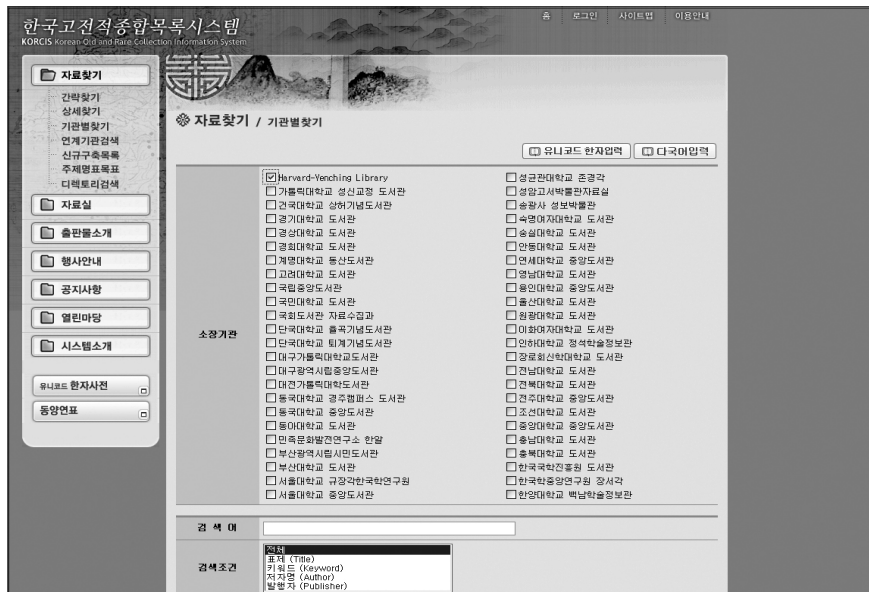 한국고전적종합목록시스템
KORCIS Korean Old and Rare Collection Information System
홈 로그인 사이트맵 이용안내
자료찾기
간략찾기
상세찾기
기관별찾기
연계기관검색
신규구축목록
주제명표목표
디렉토리검색
자료실
출판물소개
행사안내
공지사항
열린마당
시스템소개
유니코드 한자사전
동양연표
자료찾기 / 기관별찾기
유니코드 한자입력 다국어입력
소장기관
Harvard-Yenching Library 성균관대학교 존경각
가톨릭대학교 성신교정 도서관 성암고서박물관자료실
건국대학교 상허기념도서관 송광사 성보박물관
경기대학교 도서관 숙명여자대학교 도서관
경상대학교 도서관 숭실대학교 도서관
경희대학교 도서관 안동대학교 도서관
계명대학교 동산도서관 연세대학교 중앙도서관
고려대학교 도서관 영남대학교 도서관
국립중앙도서관 용인대학교 중앙도서관
국민대학교 도서관 울산대학교 도서관
국회도서관 자료수집과 원광대학교 도서관
단국대학교 율곡기념도서관 이화여자대학교 도서관
단국대학교 퇴계기념도서관 인하대학교 정석학술정보관
대구가톨릭대학교도서관 장로회신학대학교 도서관
대구광역시립중앙도서관 전남대학교 도서관
대전가톨릭대학도서관 전북대학교 도서관
동국대학교 경주캠퍼스 도서관 전주대학교 중앙도서관
동국대학교 중앙도서관 조선대학교 도서관
동아대학교 도서관 중앙대학교 중앙도서관
민족문화발전연구소 한알 충남대학교 도서관
부산광역시립시민도서관 충북대학교 도서관
부산대학교 도서관 한국국학진흥원 도서관
서울대학교 규장각한국학연구원 한국학중앙연구원 장서각
서울대학교 중앙도서관 한양대학교 백남학술정보관
검 색 어
검색조건
전체
표제 (Title)
키워드 (Keyword)
저자명 (Author)
발행자 (Publisher)